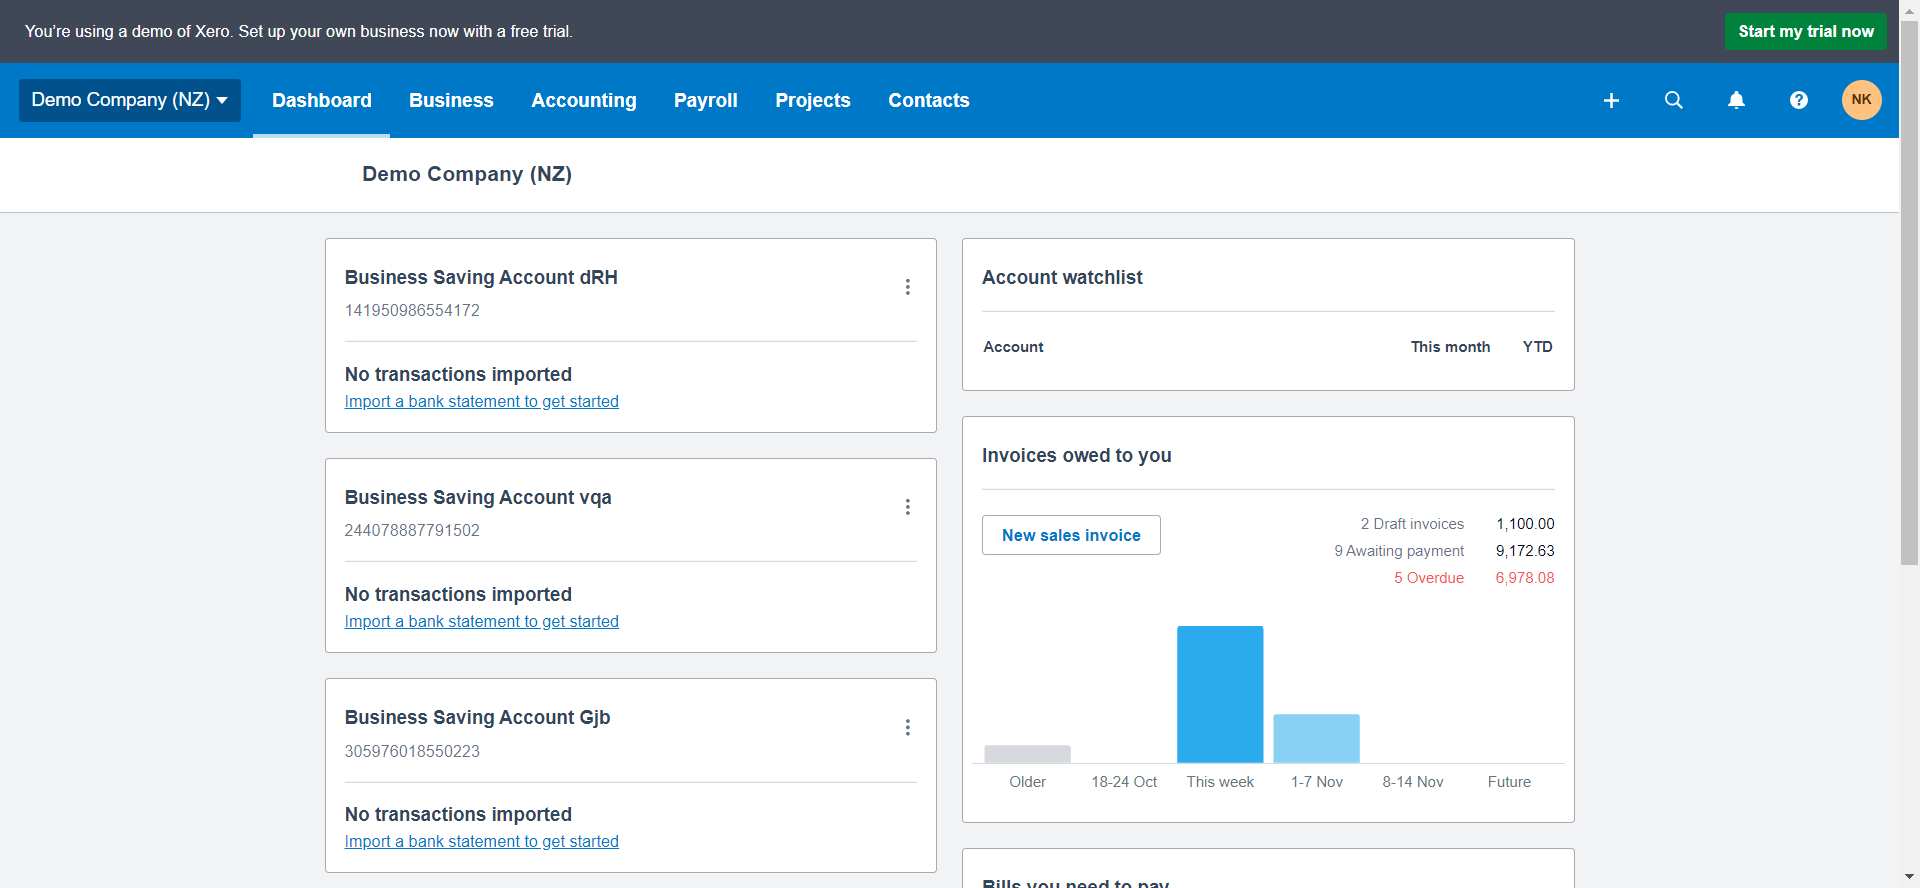 You're using a demo of Xero. Set up your own business now with a free trial.
Start my trial now
Demo Company (NZ)
Dashboard
Business
Accounting
Payroll
Projects
Contacts
NK
Demo Company (NZ)
Business Saving Account dRH
141950986554172
No transactions imported
Import a bank statement to get started
Business Saving Account vqa
244078887791502
No transactions imported
Import a bank statement to get started
Business Saving Account Gjb
305976018550223
No transactions imported
Import a bank statement to get started
Account watchlist
Account This month YTD
Invoices owed to you
New sales invoice
2 Draft invoices 1,100.00
9 Awaiting payment 9,172.63
5 Overdue 6,978.08
Older 18-24 Oct This week 1-7 Nov 8-14 Nov Future
Bills you need to pay